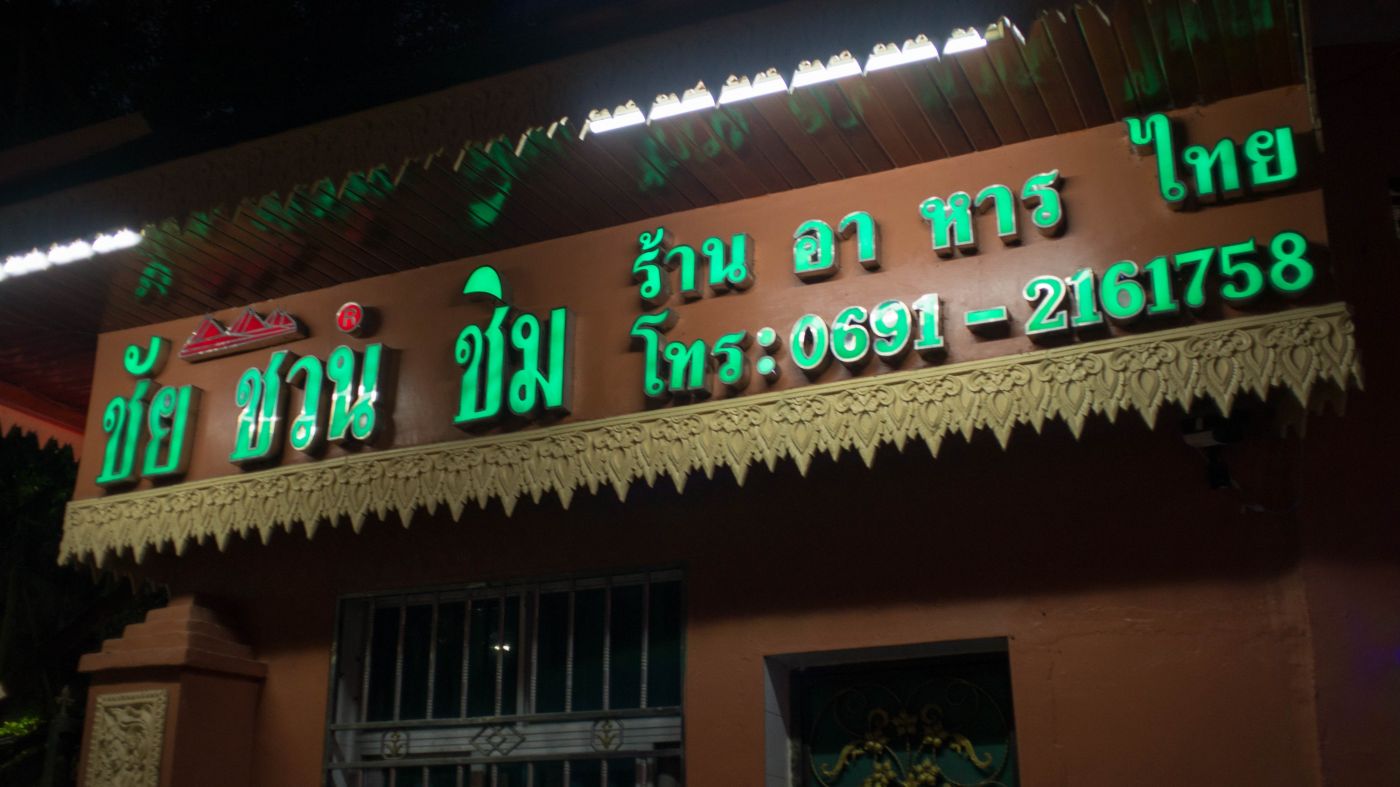 ชัย ชวน ชิม ®
ร้าน อา หาร ไทย
โทร: 0691-2161758